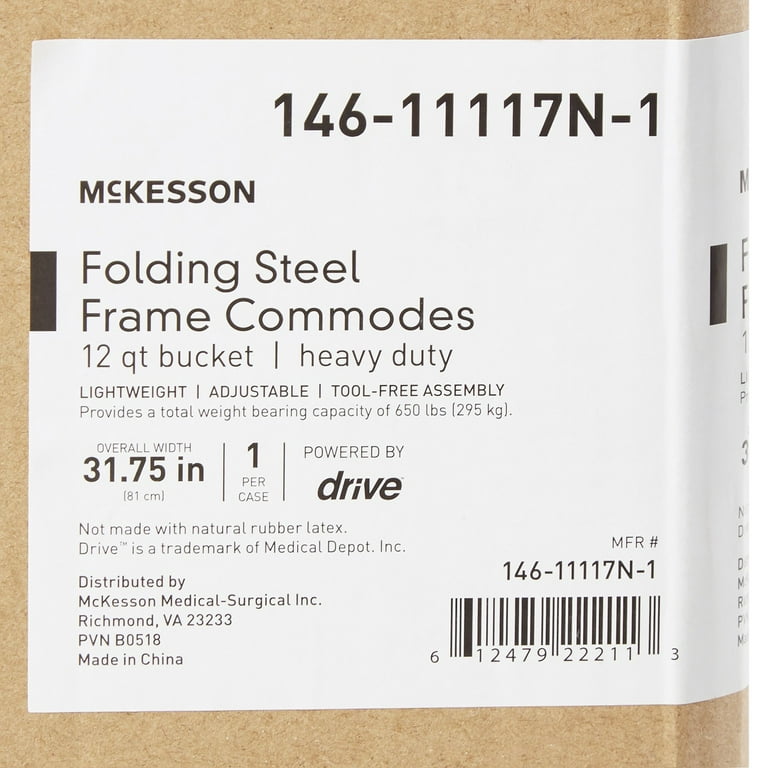 146-11117N-1
McKESSON
Folding Steel
Frame Commodes
12 qt bucket | heavy duty
LIGHTWEIGHT | ADJUSTABLE | TOOL-FREE ASSEMBLY
Provides a total weight bearing capacity of 650 lbs (295 kg).
OVERALL WIDTH
31.75 in
(81 cm)
1
PER
CASE
POWERED BY
drive
Not made with natural rubber latex.
Drive™ is a trademark of Medical Depot. Inc.
Distributed by
McKesson Medical-Surgical Inc.
Richmond, VA 23233
PVN B0518
Made in China
MFR #
146-11117N-1
6 12479 22211 3